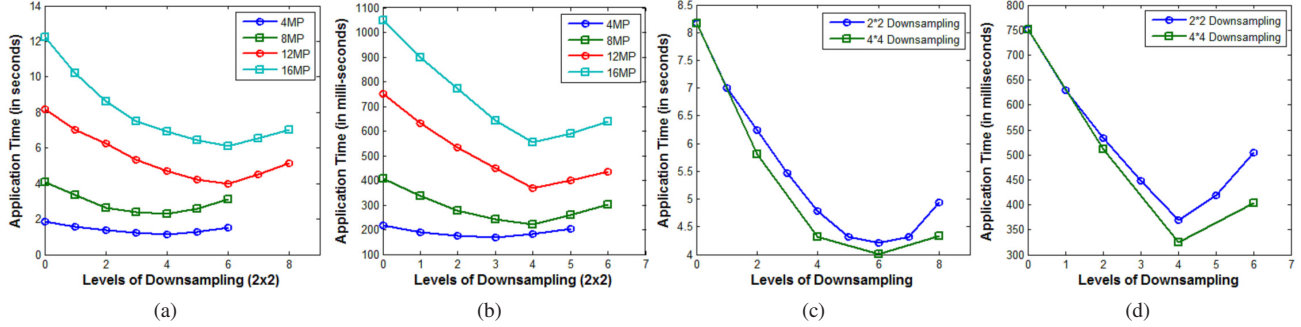 Application Time (in seconds)
14
12
10
8
6
4
2
0
4MP
8MP
12MP
16MP
0 2 4 6 8
Levels of Downsampling (2x2)
(a)
Application Time (in milli-seconds)
1100
1000
900
800
700
600
500
400
300
200
100
4MP
8MP
12MP
16MP
0 1 2 3 4 5 6 7
Levels of Downsampling (2x2)
(b)
Application Time (in seconds)
8.5
8
7.5
7
6.5
6
5.5
5
4.5
4
2*2 Downsampling
4*4 Downsampling
0 2 4 6 8
Levels of Downsampling
(c)
Application Time (in milliseconds)
800
750
700
650
600
550
500
450
400
350
300
2*2 Downsampling
4*4 Downsampling
0 1 2 3 4 5 6 7
Levels of Downsampling
(d)